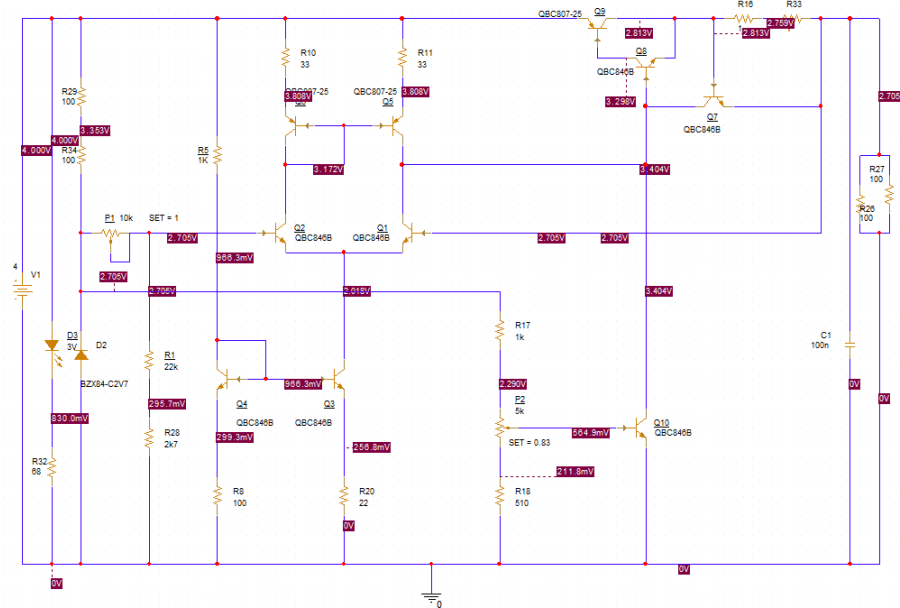 QBC807-25
Q9
R16
1
R33
2.759V
2.813V
2.813V
R10
33
R11
33
Q8
QBC846B
3.298V
QBC807-25
3.808V
QBC807-25
3.808V
Q5
R29
100
3.353V
4.000V
4.000V
R34
100
R5
1K
3.172V
3.404V
Q7
QBC846B
2.705
R27
100
R26
100
P1
10k
SET = 1
2.705V
Q2
QBC846B
Q1
QBC846B
2.705V
2.705V
966.3mV
4
V1
2.705V
2.705V
2.018V
3.404V
D3
3V
D2
BZX84-C2V7
R1
22k
R17
1k
C1
100n
966.3mV
2.290V
0V
0V
830.0mV
295.7mV
Q4
QBC846B
Q3
QBC846B
P2
5k
SET = 0.83
564.9mV
Q10
QBC846B
R28
2k7
299.3mV
256.8mV
211.8mV
R32
68
R8
100
R20
22
R18
510
0V
0V
0V
0